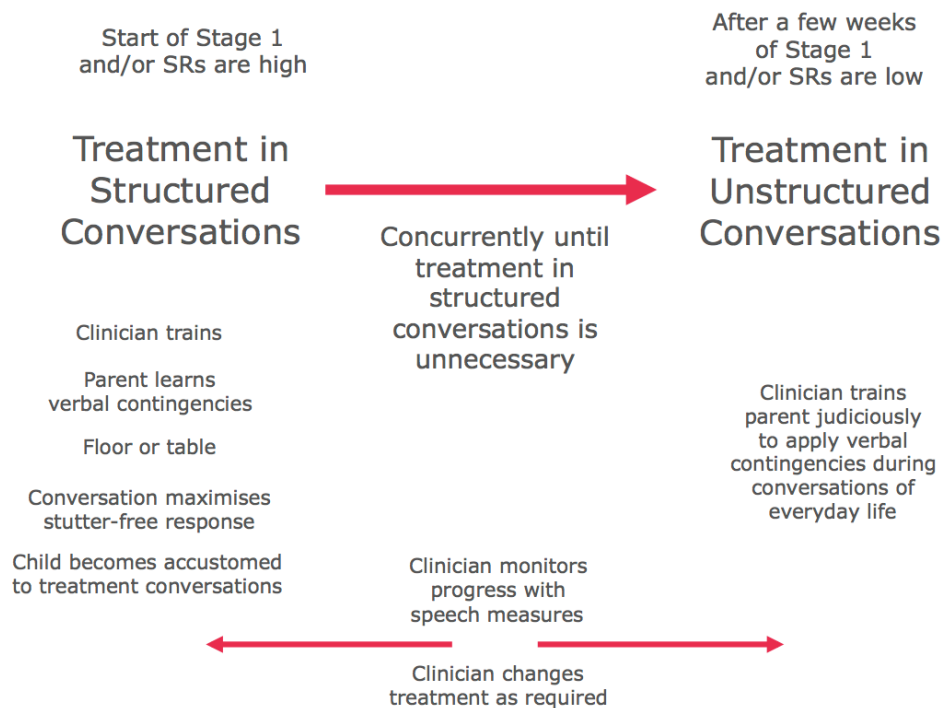 Start of Stage 1
and/or SRs are high
After a few weeks
of Stage 1
and/or SRs are low
Treatment in
Structured
Conversations
Treatment in
Unstructured
Conversations
Concurrently until
treatment in
structured
conversations is
unnecessary
Clinician trains
Parent learns
verbal contingencies
Floor or table
Conversation maximises
stutter-free response
Child becomes accustomed
to treatment conversations
Clinician trains
parent judiciously
to apply verbal
contingencies during
conversations of
everyday life
Clinician monitors
progress with
speech measures
Clinician changes
treatment as required